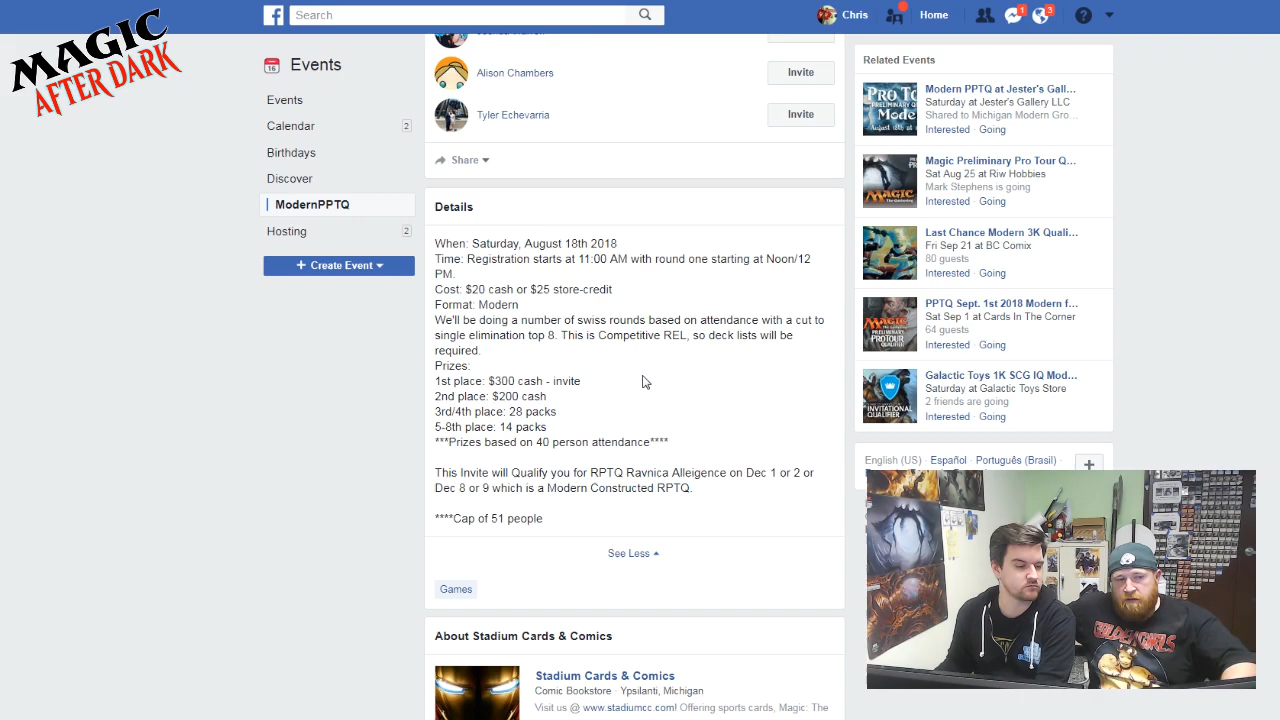 MAGIC
AFTER DARK
Search
Chris
Home
1
3
16
Events
Events
Calendar
2
Birthdays
Discover
ModernPPTQ
Hosting
2
+ Create Event
Alison Chambers
Invite
Tyler Echevarria
Invite
Share
Details
When: Saturday, August 18th 2018
Time: Registration starts at 11:00 AM with round one starting at Noon/12
PM.
Cost: $20 cash or $25 store-credit
Format: Modern
We'll be doing a number of swiss rounds based on attendance with a cut to
single elimination top 8. This is Competitive REL, so deck lists will be
required.
Prizes:
1st place: $300 cash - invite
2nd place: $200 cash
3rd/4th place: 28 packs
5-8th place: 14 packs
***Prizes based on 40 person attendance****
This Invite will Qualify you for RPTQ Ravnica Alleigence on Dec 1 or 2 or
Dec 8 or 9 which is a Modern Constructed RPTQ.
****Cap of 51 people
See Less
Games
About Stadium Cards & Comics
Stadium Cards & Comics
Comic Bookstore · Ypsilanti, Michigan
Visit us @ www.stadiumcc.com! Offering sports cards, Magic: The
Related Events
Modern PPTQ at Jester's Gall...
Saturday at Jester's Gallery LLC
Shared to Michigan Modern Gro...
Interested · Going
Magic Preliminary Pro Tour Q...
Sat Aug 25 at Riw Hobbies
Mark Stephens is going
Interested · Going
Last Chance Modern 3K Quali...
Fri Sep 21 at BC Comix
80 guests
Interested · Going
PPTQ Sept. 1st 2018 Modern f...
Sat Sep 1 at Cards In The Corner
64 guests
Interested · Going
Galactic Toys 1K SCG IQ Mod...
Saturday at Galactic Toys Store
2 friends are going
Interested · Going
English (US) · Español · Português (Brasil) ·
GOLDEN GIRLS